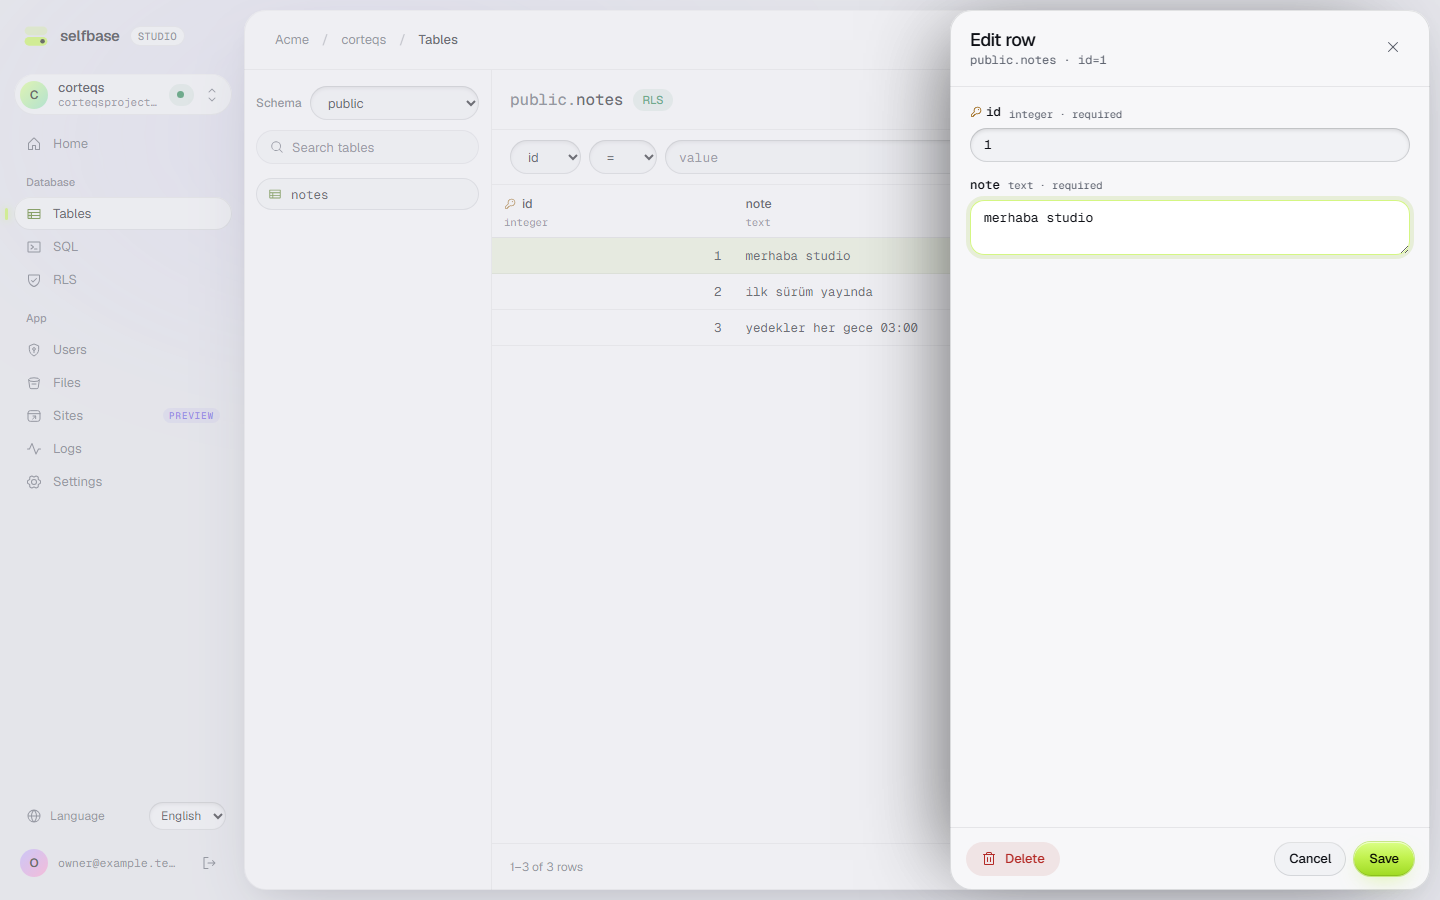 selfbase STUDIO
C
corteqs
corteqsproject…
Home
Database
Tables
SQL
RLS
App
Users
Files
Sites PREVIEW
Logs
Settings
Language English
O owner@example.te…
Acme / corteqs / Tables
Schema public
Search tables
notes
public.notes RLS
id = value
id note
integer text
1 merhaba studio
2 ilk sürüm yayında
3 yedekler her gece 03:00
1–3 of 3 rows
Edit row
public.notes · id=1
id integer · required
1
note text · required
merhaba studio
Delete Cancel Save